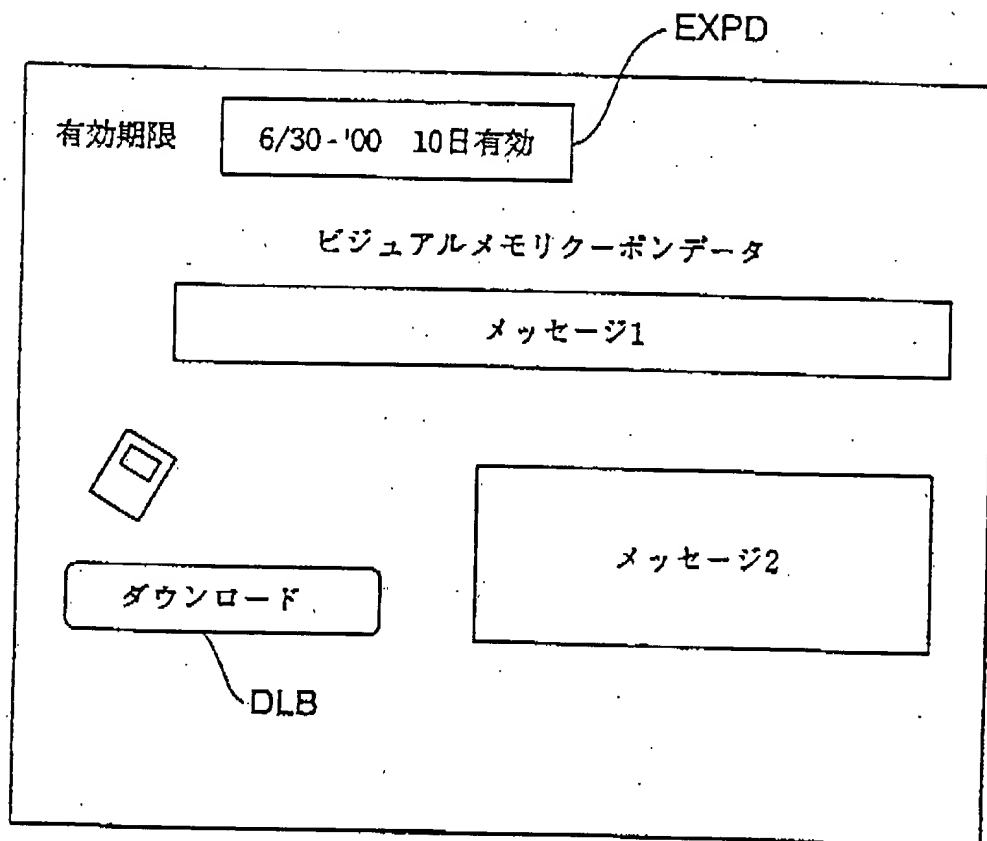 EXPD
有効期限 6/30-'00 10日有効
ビジュアルメモリクーポンデータ
メッセージ1
メッセージ2
ダウンロード
DLB